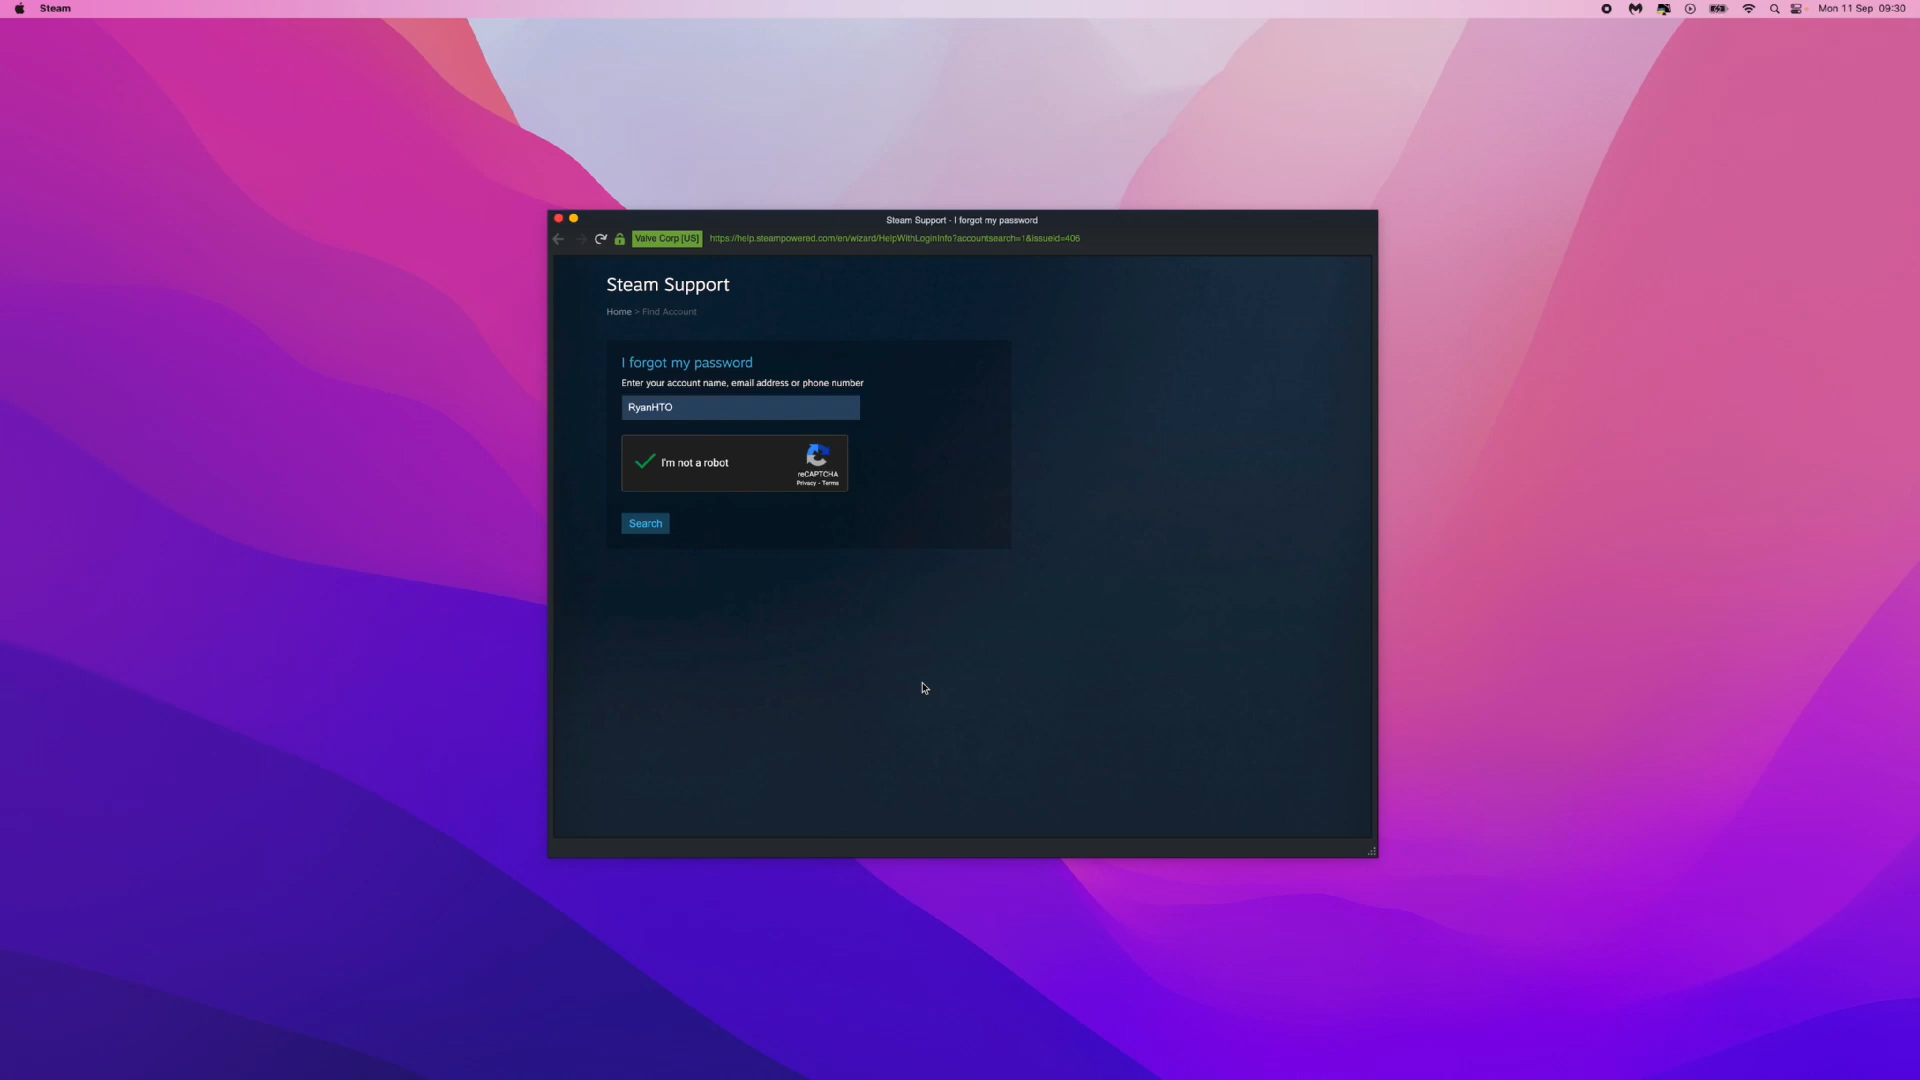 Steam
Mon 11 Sep 09:30
Steam Support - I forgot my password
Valve Corp [US] https://help.steampowered.com/en/wizard/HelpWithLoginInfo?accountsearch=1&issueid=406
Steam Support
Home > Find Account
I forgot my password
Enter your account name, email address or phone number
RyanHTO
I'm not a robot
reCAPTCHA
Privacy - Terms
Search